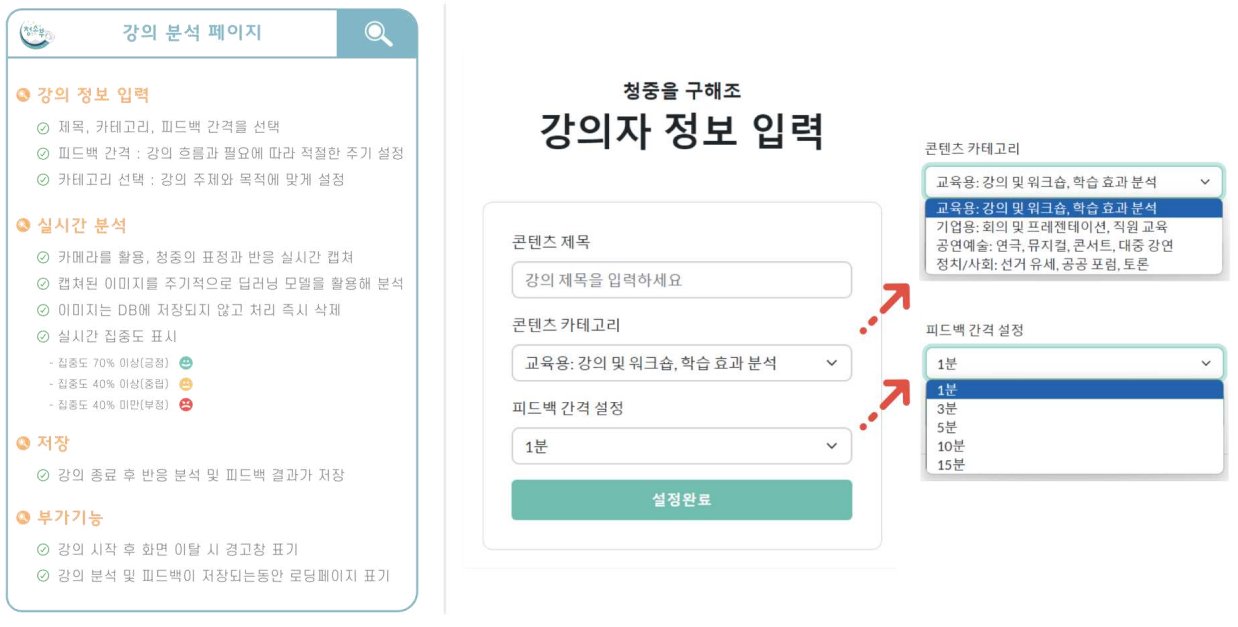 청소부
강의 분석 페이지
강의 정보 입력
제목, 카테고리, 피드백 간격을 선택
피드백 간격 : 강의 흐름과 필요에 따라 적절한 주기 설정
카테고리 선택 : 강의 주제와 목적에 맞게 설정
실시간 분석
카메라를 활용, 청중의 표정과 반응 실시간 캡쳐
캡쳐된 이미지를 주기적으로 딥러닝 모델을 활용해 분석
이미지는 DB에 저장되지 않고 처리 즉시 삭제
실시간 집중도 표시
- 집중도 70% 이상(긍정)
- 집중도 40% 이상(중립)
- 집중도 40% 미만(부정)
저장
강의 종료 후 반응 분석 및 피드백 결과가 저장
부가기능
강의 시작 후 화면 이탈 시 경고창 표기
강의 분석 및 피드백이 저장되는동안 로딩페이지 표기
청중을 구해조
강의자 정보 입력
콘텐츠 제목
강의 제목을 입력하세요
콘텐츠 카테고리
교육용: 강의 및 워크숍, 학습 효과 분석
피드백 간격 설정
1분
설정완료
콘텐츠 카테고리
교육용: 강의 및 워크숍, 학습 효과 분석
교육용: 강의 및 워크숍, 학습 효과 분석
기업용: 회의 및 프레젠테이션, 직원 교육
공연예술: 연극, 뮤지컬, 콘서트, 대중 강연
정치/사회: 선거 유세, 공공 포럼, 토론
피드백 간격 설정
1분
1분
3분
5분
10분
15분